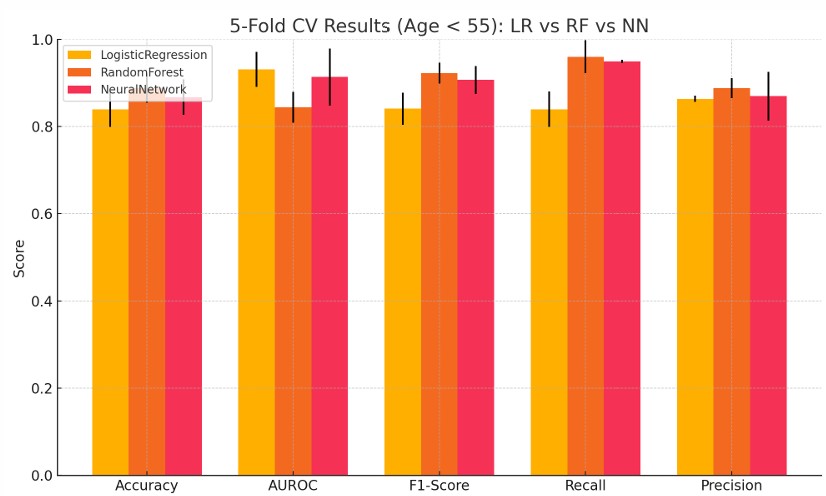 5-Fold CV Results (Age < 55): LR vs RF vs NN
LogisticRegression
RandomForest
NeuralNetwork
Score
1.0
0.8
0.6
0.4
0.2
0.0
Accuracy AUROC F1-Score Recall Precision